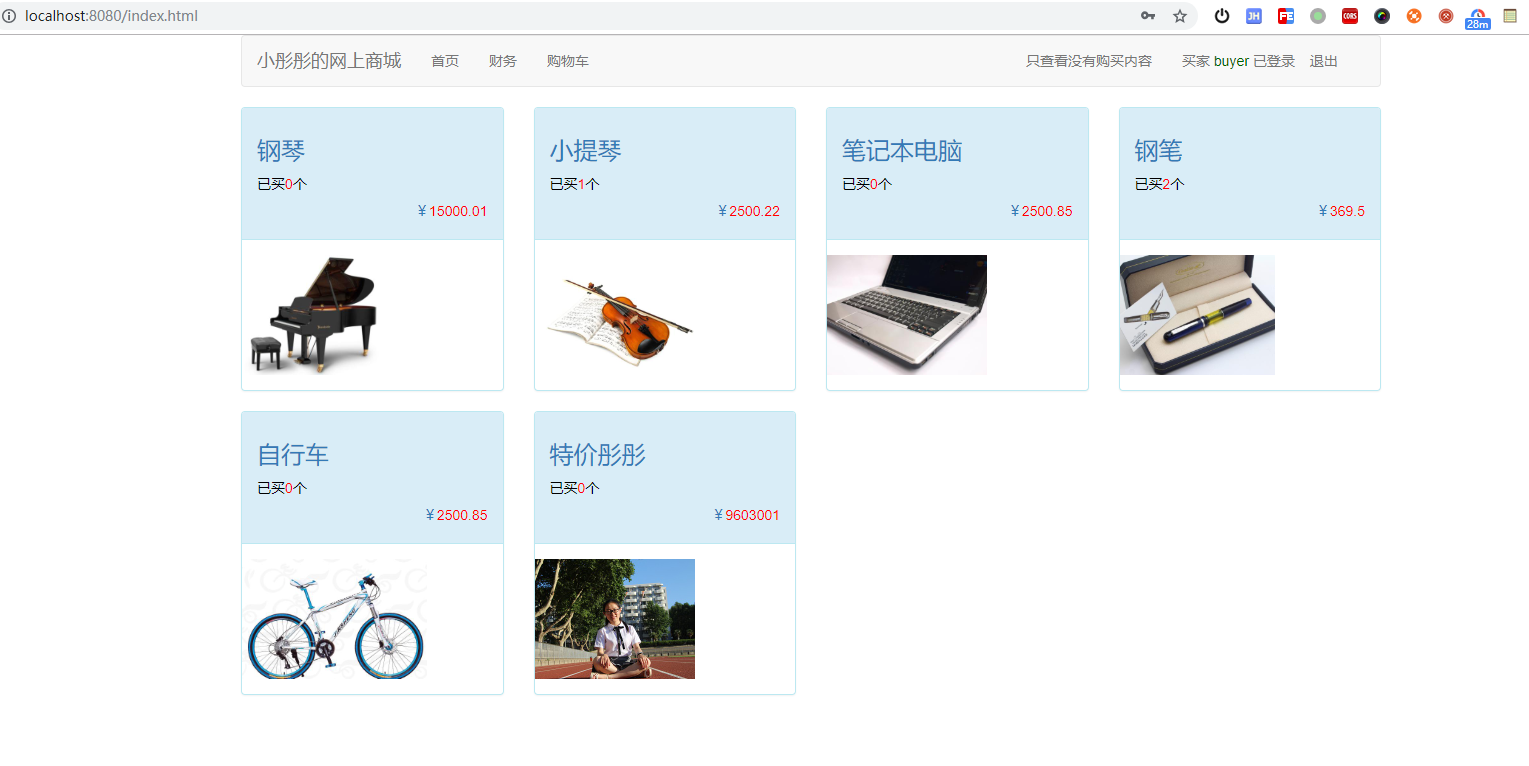 localhost:8080/index.html
JH
FE
CORS
28m
小彤彤的网上商城 首页 财务 购物车 只查看没有购买内容 买家 buyer 已登录 退出
钢琴
已买0个
¥15000.01
小提琴
已买1个
¥2500.22
笔记本电脑
已买0个
¥2500.85
钢笔
已买2个
¥369.5
自行车
已买0个
¥2500.85
特价彤彤
已买0个
¥9603001